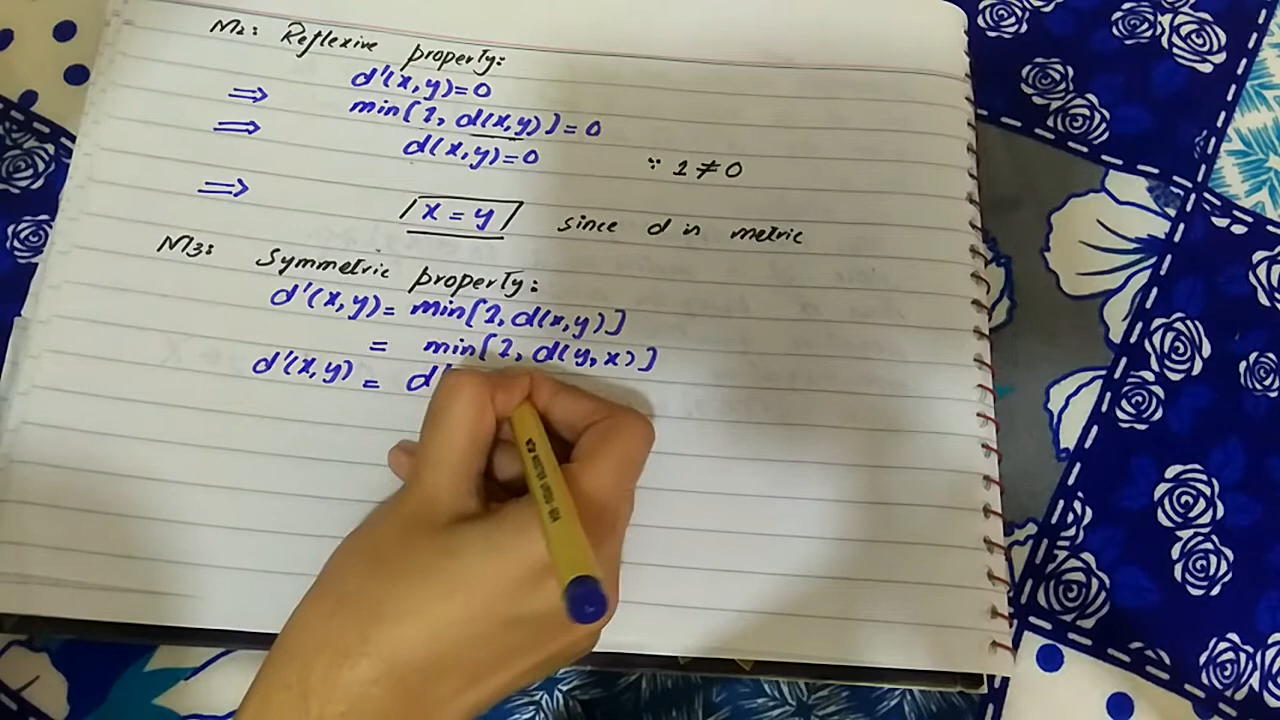 M2: Reflexive property:
d'(x,y)=0
⇒ min[1, d(x,y)]=0
⇒ d(x,y)=0 ∵ 1≠0
⇒ x = y since d is metric
M3: Symmetric property:
d'(x,y)= min[1, d(x,y)]
= min[1, d(y,x)]
d'(x,y) = d'